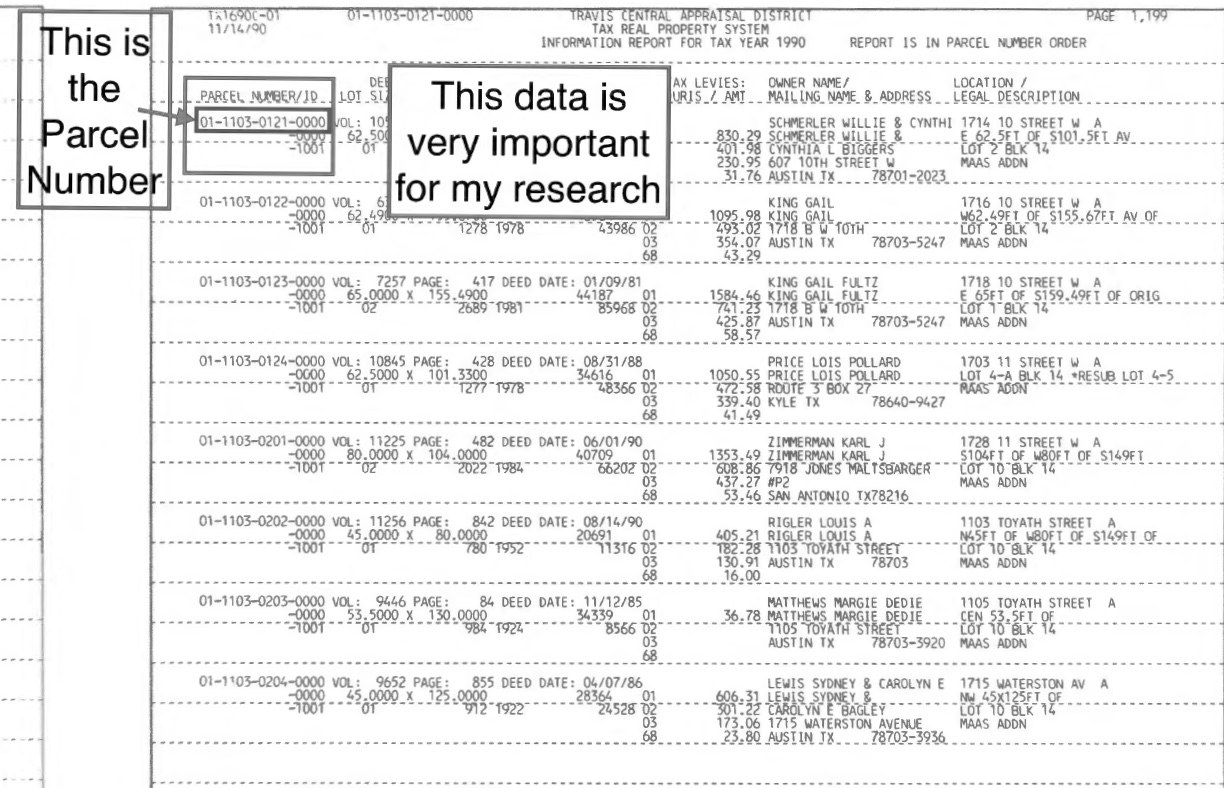 TX1690C-01 01-1103-0121-0000 TRAVIS CENTRAL APPRAISAL DISTRICT PAGE 1,199
11/14/90 TAX REAL PROPERTY SYSTEM
INFORMATION REPORT FOR TAX YEAR 1990 REPORT IS IN PARCEL NUMBER ORDER
This is
the
Parcel
Number
This data is
very important
for my research
AX LEVIES: OWNER NAME/ LOCATION /
PARCEL NUMBER/ID LOT URIS / AMT MAILING NAME & ADDRESS LEGAL DESCRIPTION
01-1103-0121-0000 VOL: SCHMERLER WILLIE & CYNTHI 1714 10 STREET W A
-0000 62.50 830.29 SCHMERLER WILLIE & E 62.5FT OF S101.5FT AV
-1001 01 401.98 CYNTHIA L BIGGERS LOT 2 BLK 14
230.95 607 10TH STREET W MAAS ADDN
31.76 AUSTIN TX 78701-2023
01-1103-0122-0000 VOL: KING GAIL 1716 10 STREET W A
-0000 62.49 1095.98 KING GAIL W62.49FT OF S155.67FT AV OF
-1001 01 1278 1978 43986 02 493.02 1718 B W 10TH LOT 2 BLK 14
03 354.07 AUSTIN TX 78703-5247 MAAS ADDN
68 43.29
01-1103-0123-0000 VOL: 7257 PAGE: 417 DEED DATE: 01/09/81 KING GAIL FULTZ 1718 10 STREET W A
-0000 65.0000 X 155.4900 44187 01 1584.46 KING GAIL FULTZ E 65FT OF S159.49FT OF ORIG
-1001 02 2689 1981 85968 02 741.23 1718 B W 10TH LOT 1 BLK 14
03 425.87 AUSTIN TX 78703-5247 MAAS ADDN
68 58.57
01-1103-0124-0000 VOL: 10845 PAGE: 428 DEED DATE: 08/31/88 PRICE LOIS POLLARD 1703 11 STREET W A
-0000 62.5000 X 101.3300 34616 01 1050.55 PRICE LOIS POLLARD LOT 4-A BLK 14 *RESUB LOT 4-5
-1001 01 1277 1978 48366 02 472.58 ROUTE 3 BOX 27 MAAS ADDN
03 339.40 KYLE TX 78640-9427
68 41.49
01-1103-0201-0000 VOL: 11225 PAGE: 482 DEED DATE: 06/01/90 ZIMMERMAN KARL J 1728 11 STREET W A
-0000 80.0000 X 104.0000 40709 01 1353.49 ZIMMERMAN KARL J S104FT OF W80FT OF S149FT
-1001 02 2022 1984 66202 02 608.86 7918 JONES MALTSBARGER LOT 10 BLK 14
03 437.27 #P2 MAAS ADDN
68 53.46 SAN ANTONIO TX78216
01-1103-0202-0000 VOL: 11256 PAGE: 842 DEED DATE: 08/14/90 RIGLER LOUIS A 1103 TOYATH STREET A
-0000 45.0000 X 80.0000 20691 01 405.21 RIGLER LOUIS A N45FT OF W80FT OF S149FT OF
-1001 01 780 1952 11316 02 182.28 1103 TOYATH STREET LOT 10 BLK 14
03 130.91 AUSTIN TX 78703 MAAS ADDN
68 16.00
01-1103-0203-0000 VOL: 9446 PAGE: 84 DEED DATE: 11/12/85 MATTHEWS MARGIE DEDIE 1105 TOYATH STREET A
-0000 53.5000 X 130.0000 34339 01 36.78 MATTHEWS MARGIE DEDIE CEN 53.5FT OF
-1001 01 984 1924 8566 02 1105 TOYATH STREET LOT 10 BLK 14
03 AUSTIN TX 78703-3920 MAAS ADDN
68
01-1103-0204-0000 VOL: 9652 PAGE: 855 DEED DATE: 04/07/86 LEWIS SYDNEY & CAROLYN E 1715 WATERSTON AV A
-0000 45.0000 X 125.0000 28364 01 606.31 LEWIS SYDNEY & NW 45X125FT OF
-1001 01 912 1922 24528 02 301.22 CAROLYN E BAGLEY LOT 10 BLK 14
03 173.06 1715 WATERSTON AVENUE MAAS ADDN
68 23.80 AUSTIN TX 78703-3936